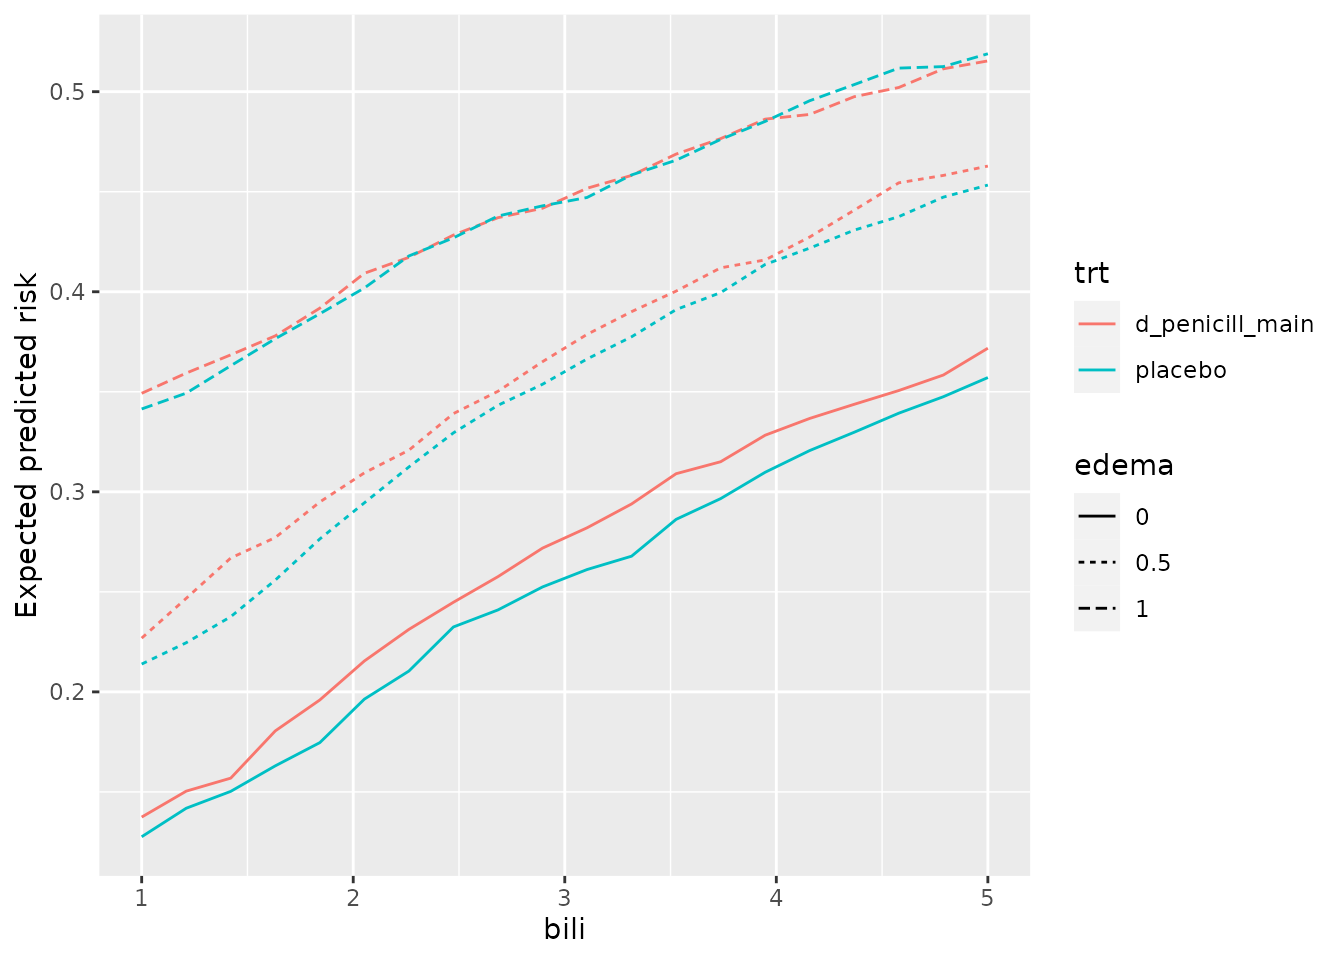 Expected predicted risk
0.5
0.4
0.3
0.2
1 2 3 4 5
bili
trt
d_penicill_main
placebo
edema
0
0.5
1